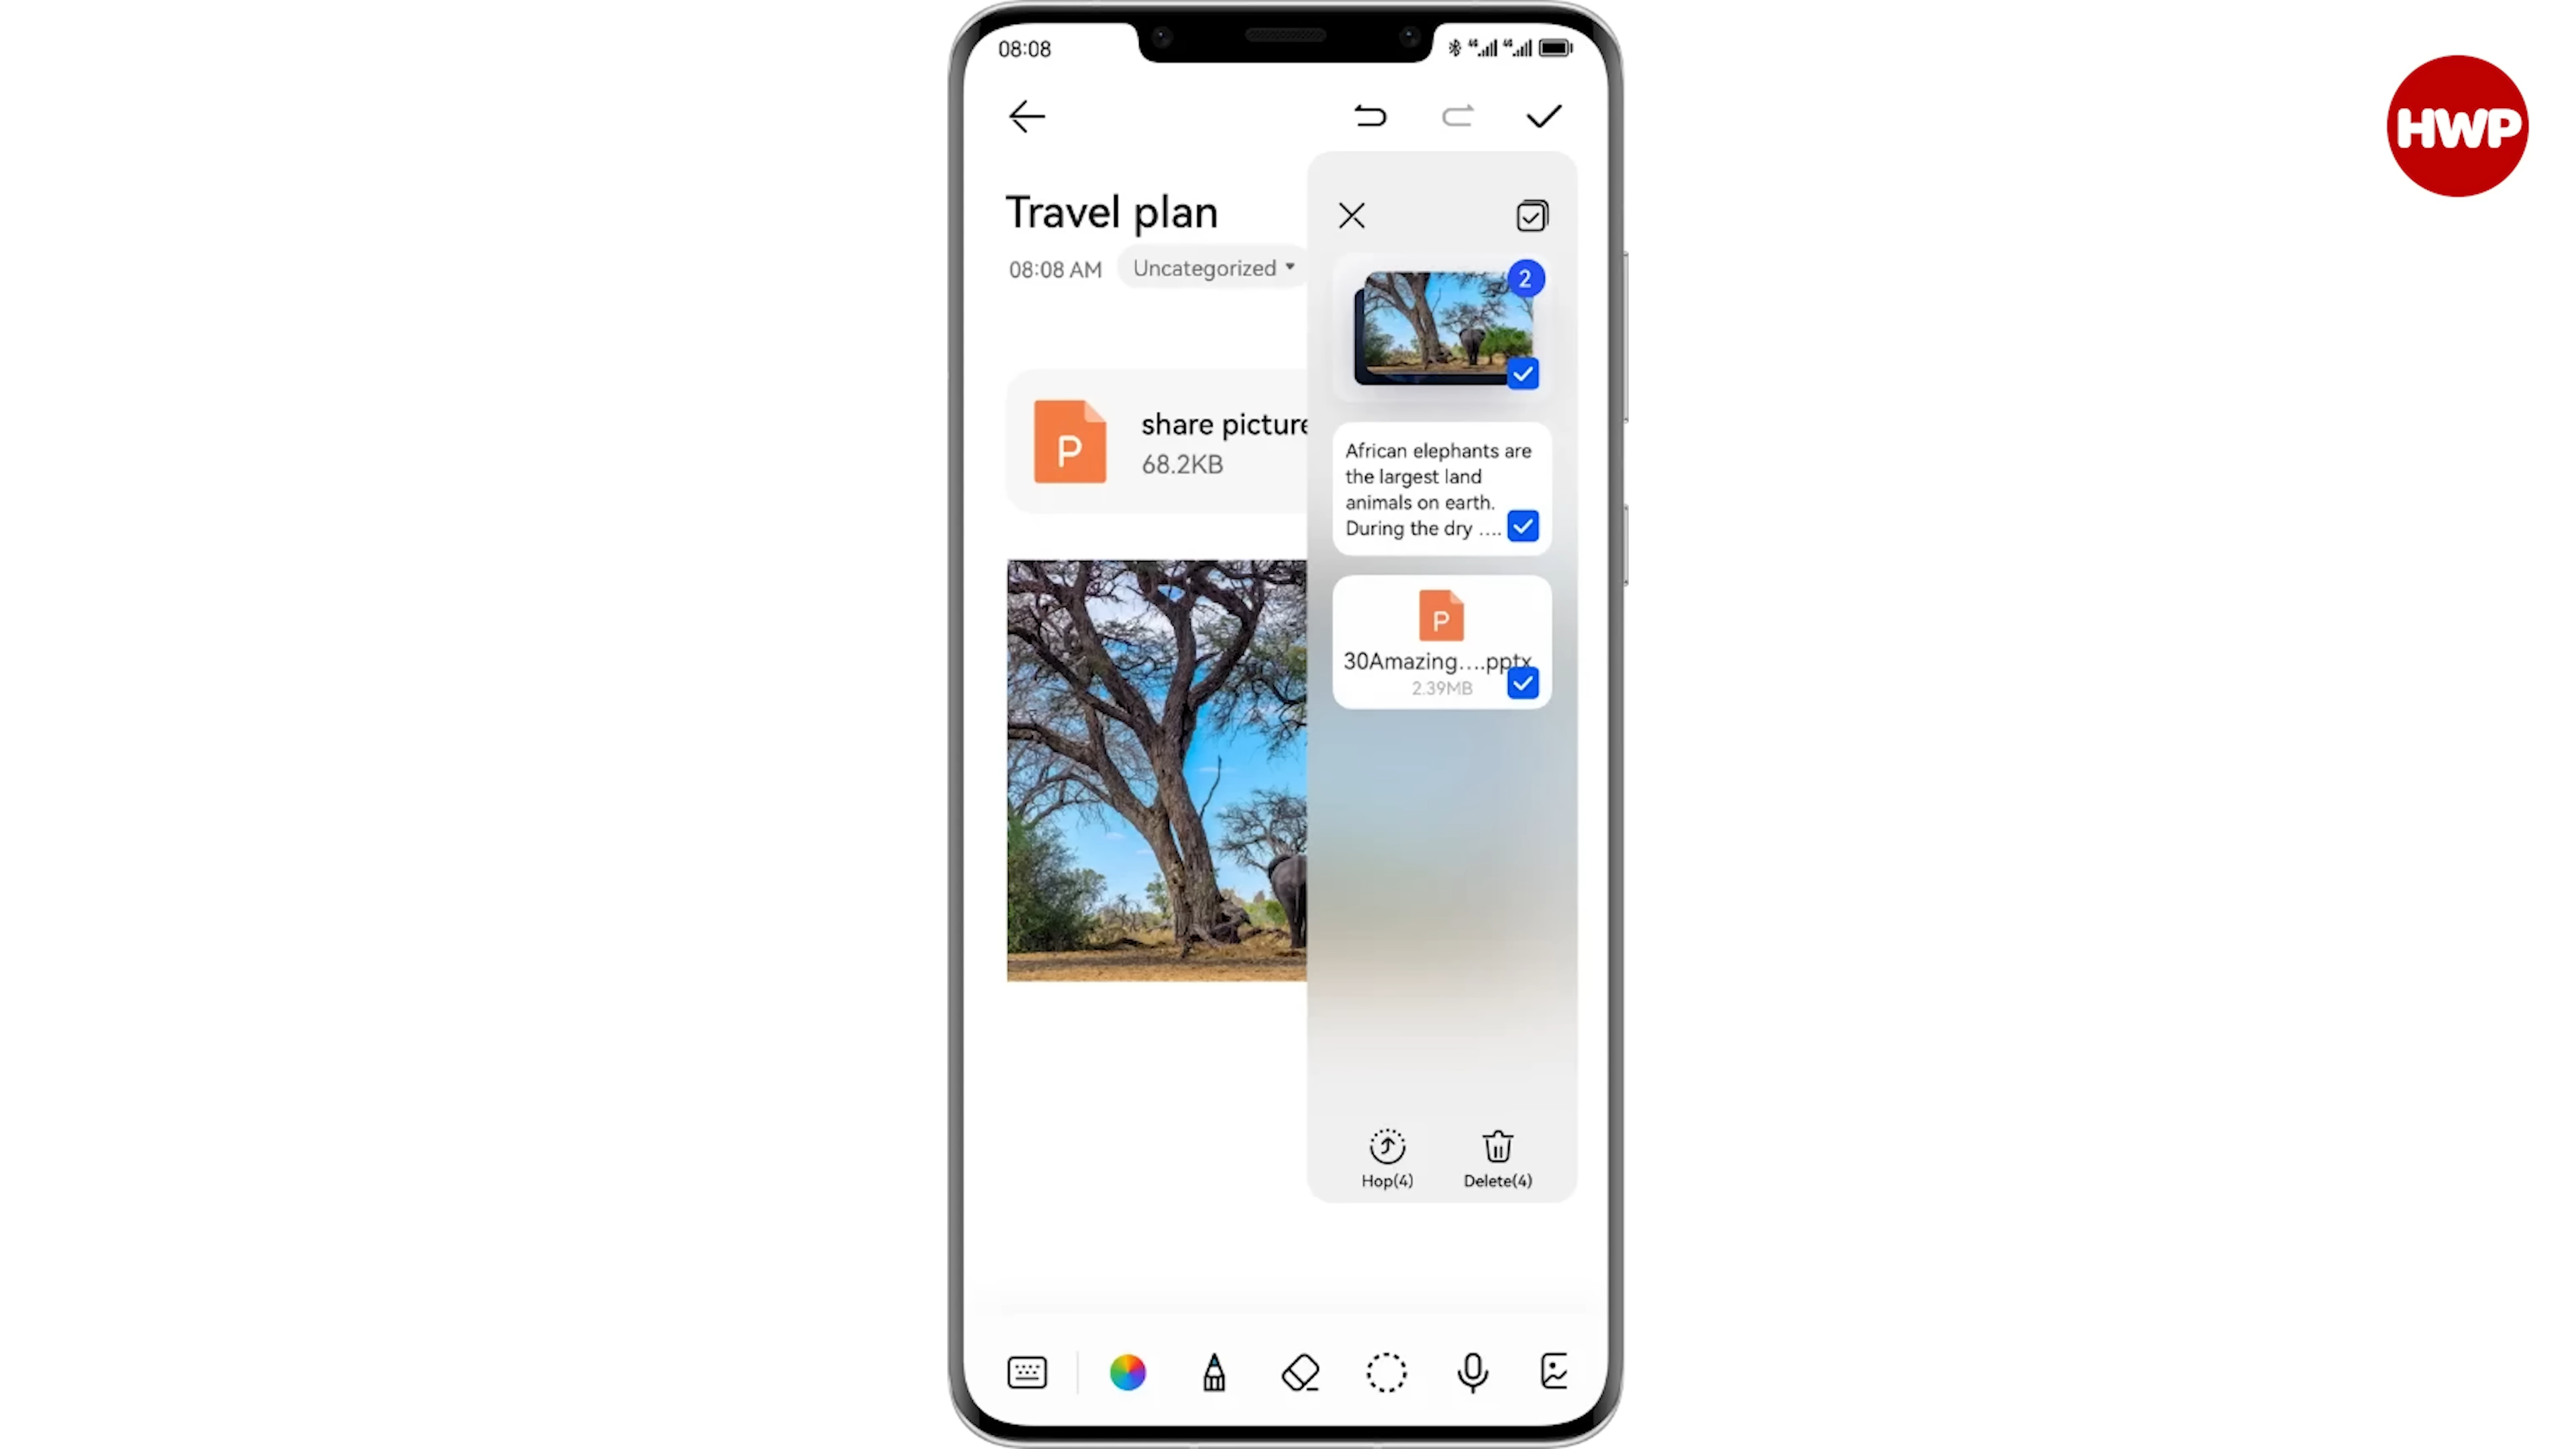 08:08
HWP
Travel plan
08:08 AM
Uncategorized
2
P
share picture
68.2KB
African elephants are
the largest land
animals on earth.
During the dry ....
P
30Amazing....pptx
2.39MB
Hop(4)
Delete(4)